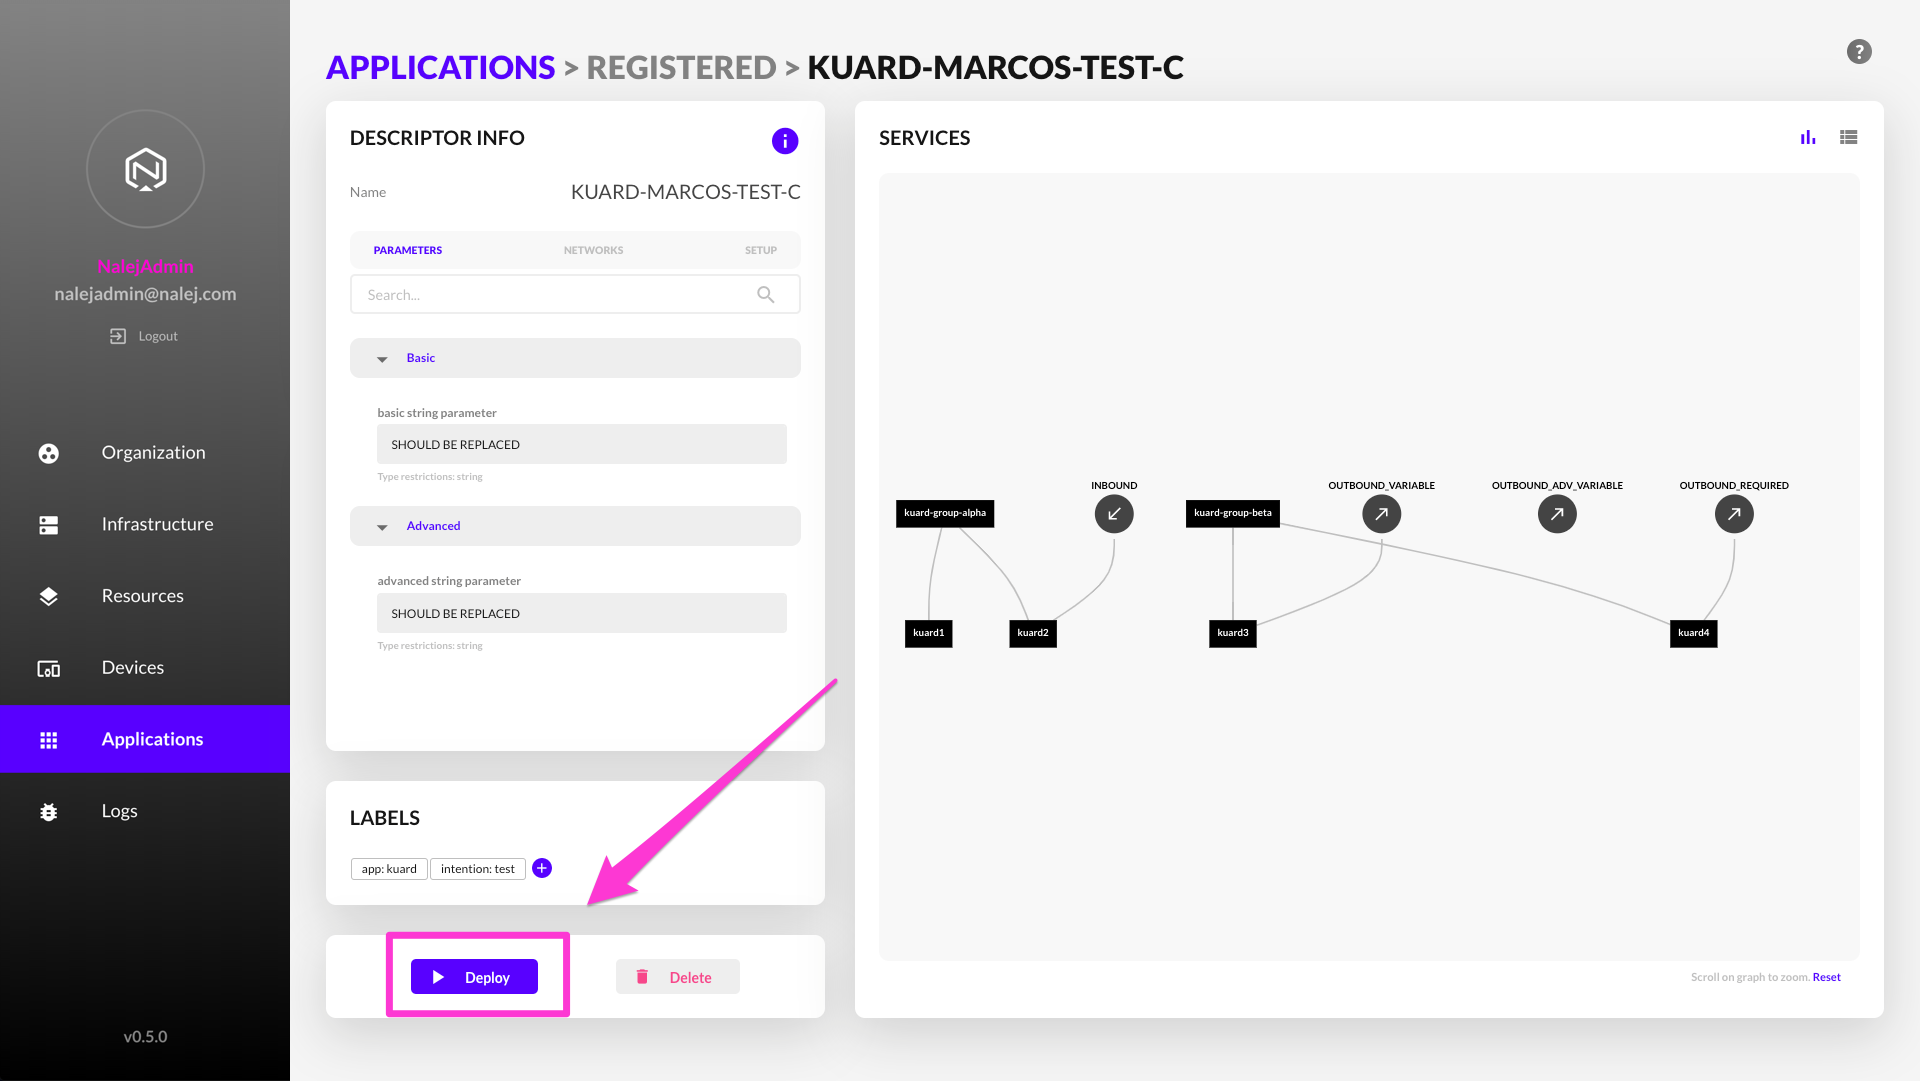 NalejAdmin
nalejadmin@nalej.com
Logout
Organization
Infrastructure
Resources
Devices
Applications
Logs
v0.5.0
APPLICATIONS > REGISTERED > KUARD-MARCOS-TEST-C
?
DESCRIPTOR INFO
i
Name KUARD-MARCOS-TEST-C
PARAMETERS NETWORKS SETUP
Search...
Basic
basic string parameter
SHOULD BE REPLACED
Type restrictions: string
Advanced
advanced string parameter
SHOULD BE REPLACED
Type restrictions: string
LABELS
app: kuard intention: test +
Deploy Delete
SERVICES
INBOUND OUTBOUND_VARIABLE OUTBOUND_ADV_VARIABLE OUTBOUND_REQUIRED
kuard-group-alpha kuard-group-beta
kuard1 kuard2 kuard3 kuard4
Scroll on graph to zoom. Reset